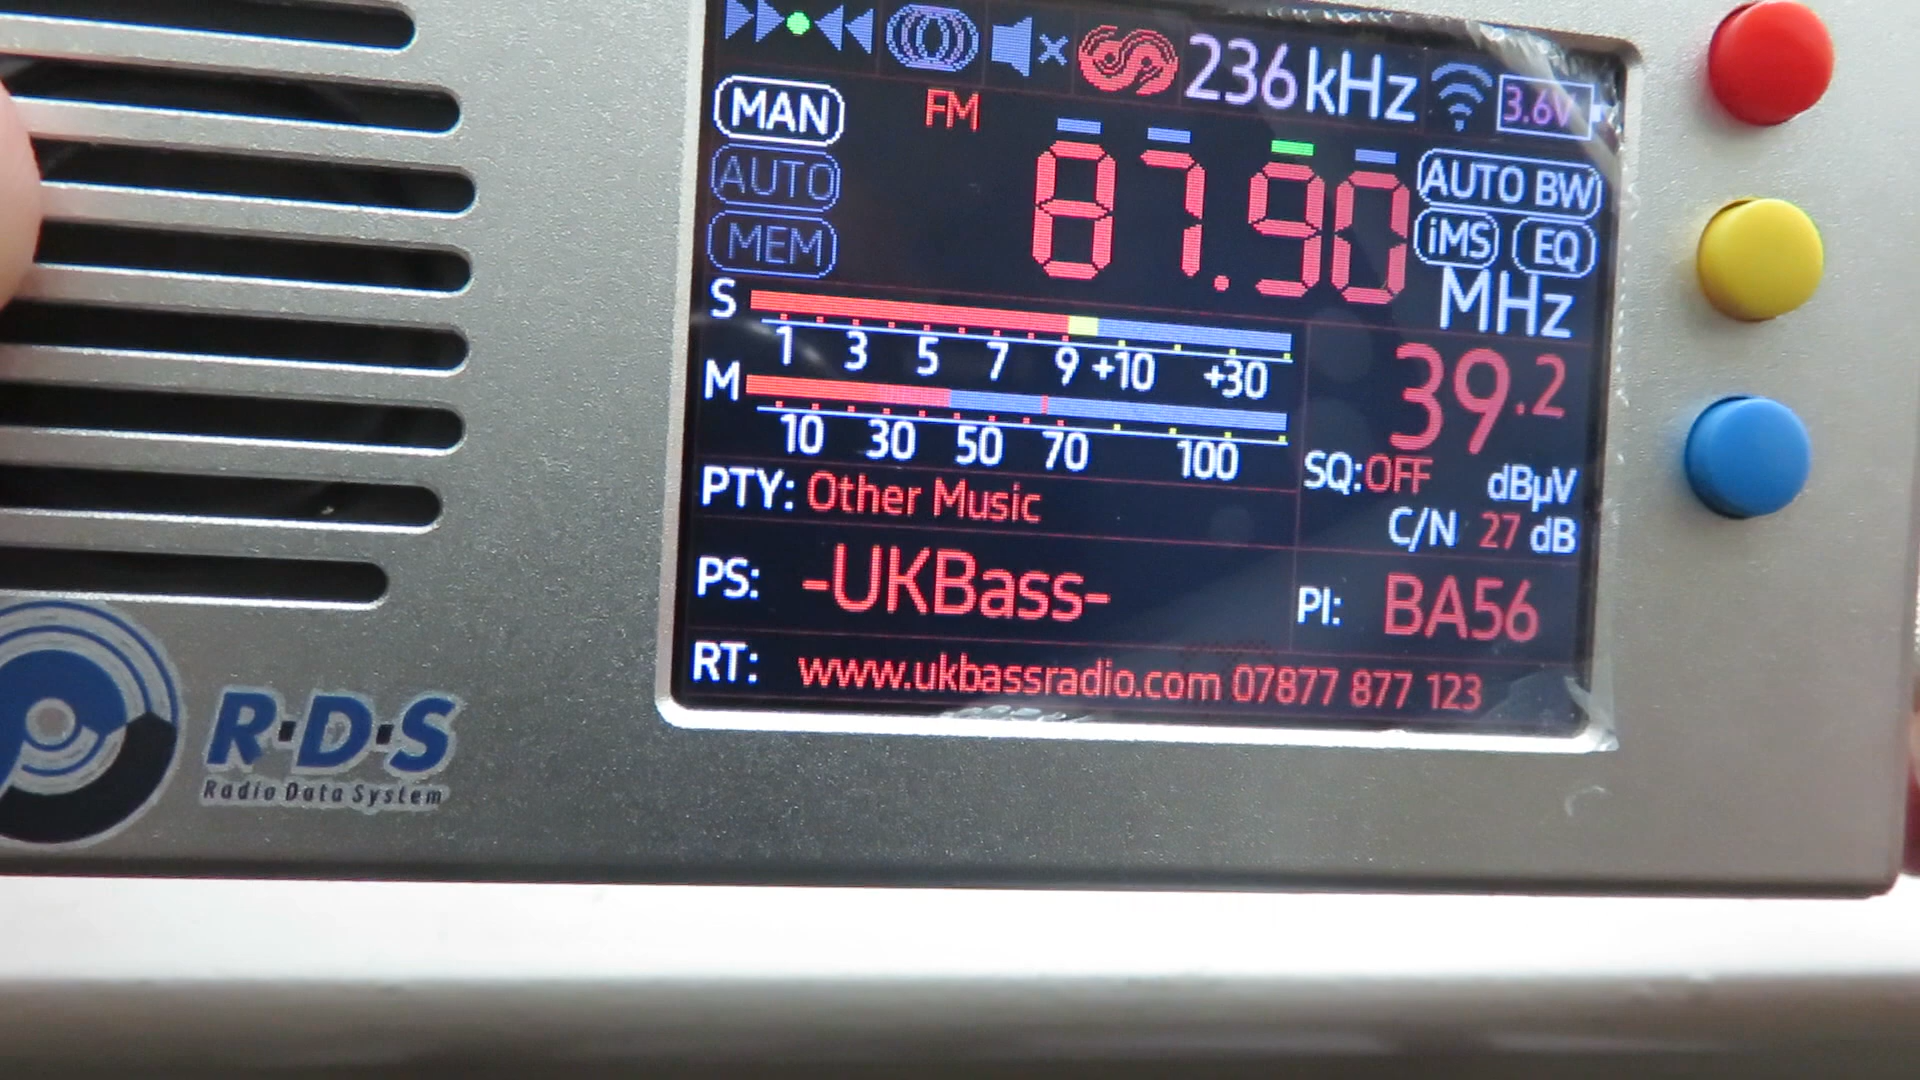 236 kHz 3.6V
MAN FM
AUTO
MEM
87.90 MHz
AUTO BW
iMS EQ
S
1 3 5 7 9 +10 +30
M
10 30 50 70 100
39.2
SQ:OFF dBµV
C/N 27 dB
PTY: Other Music
PS: -UKBass-
PI: BA56
RT: www.ukbassradio.com 07877 877 123
R·D·S
Radio Data System